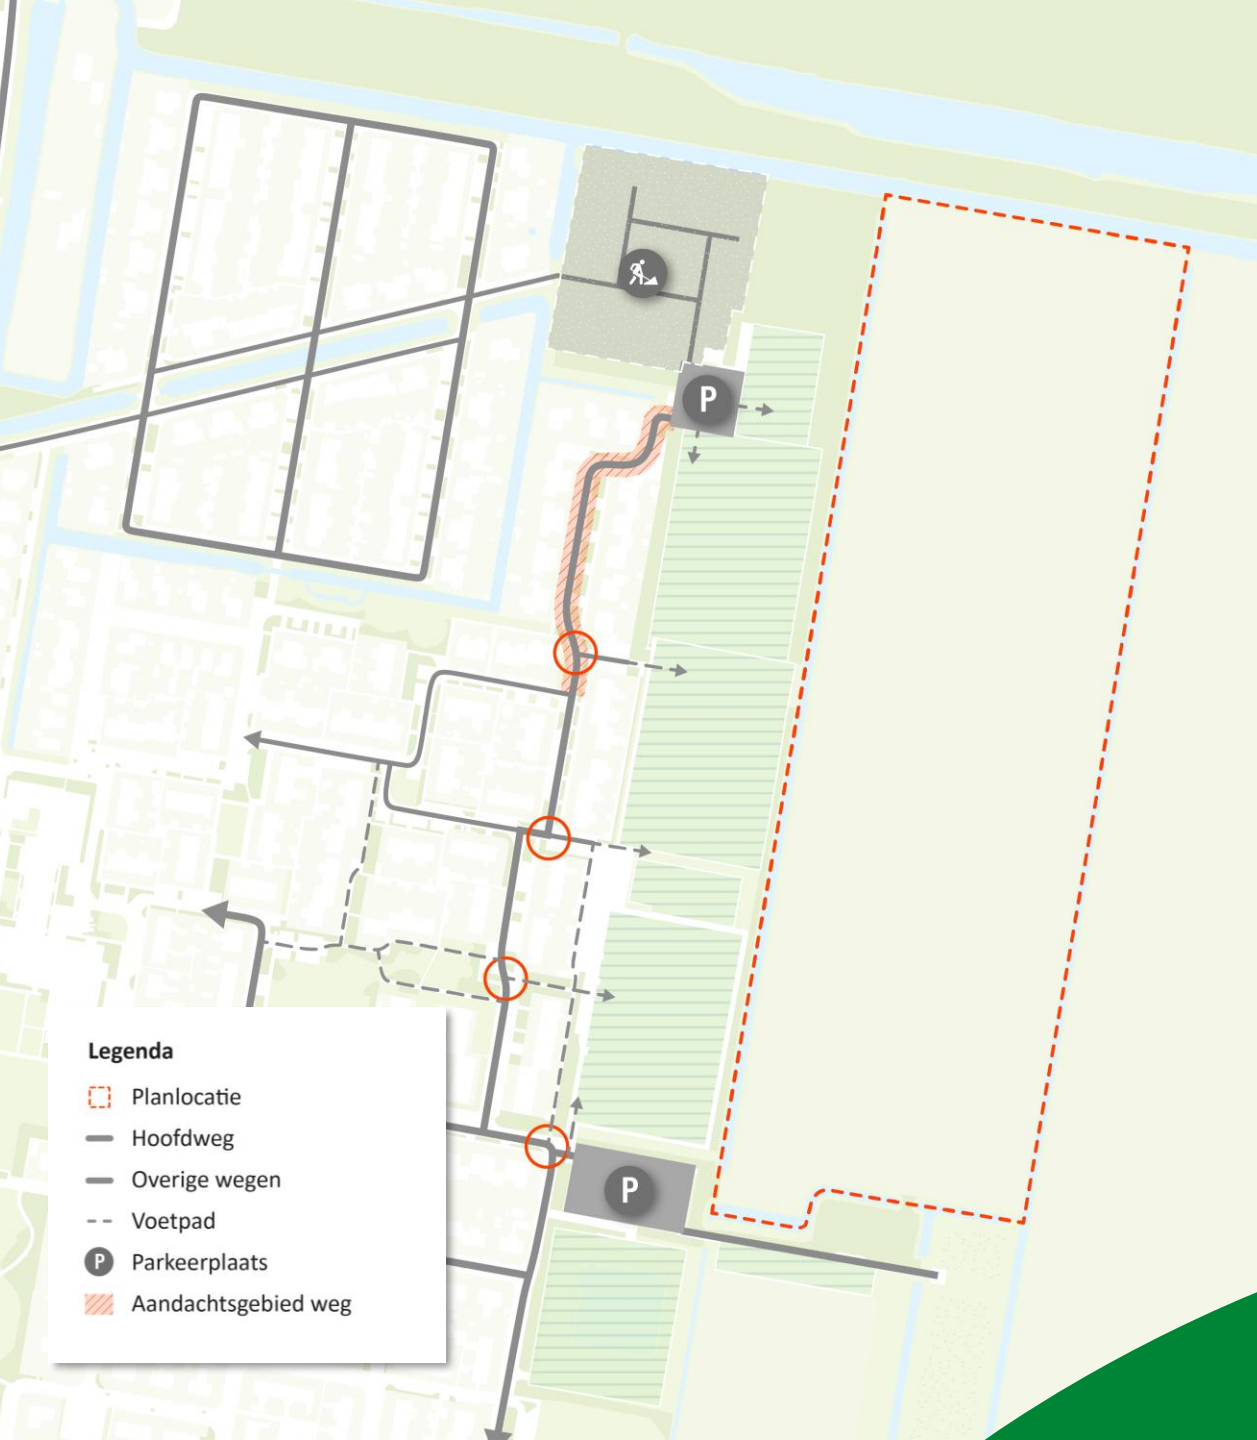 P
P
Legenda
Planlocatie
Hoofdweg
Overige wegen
Voetpad
P Parkeerplaats
Aandachtsgebied weg